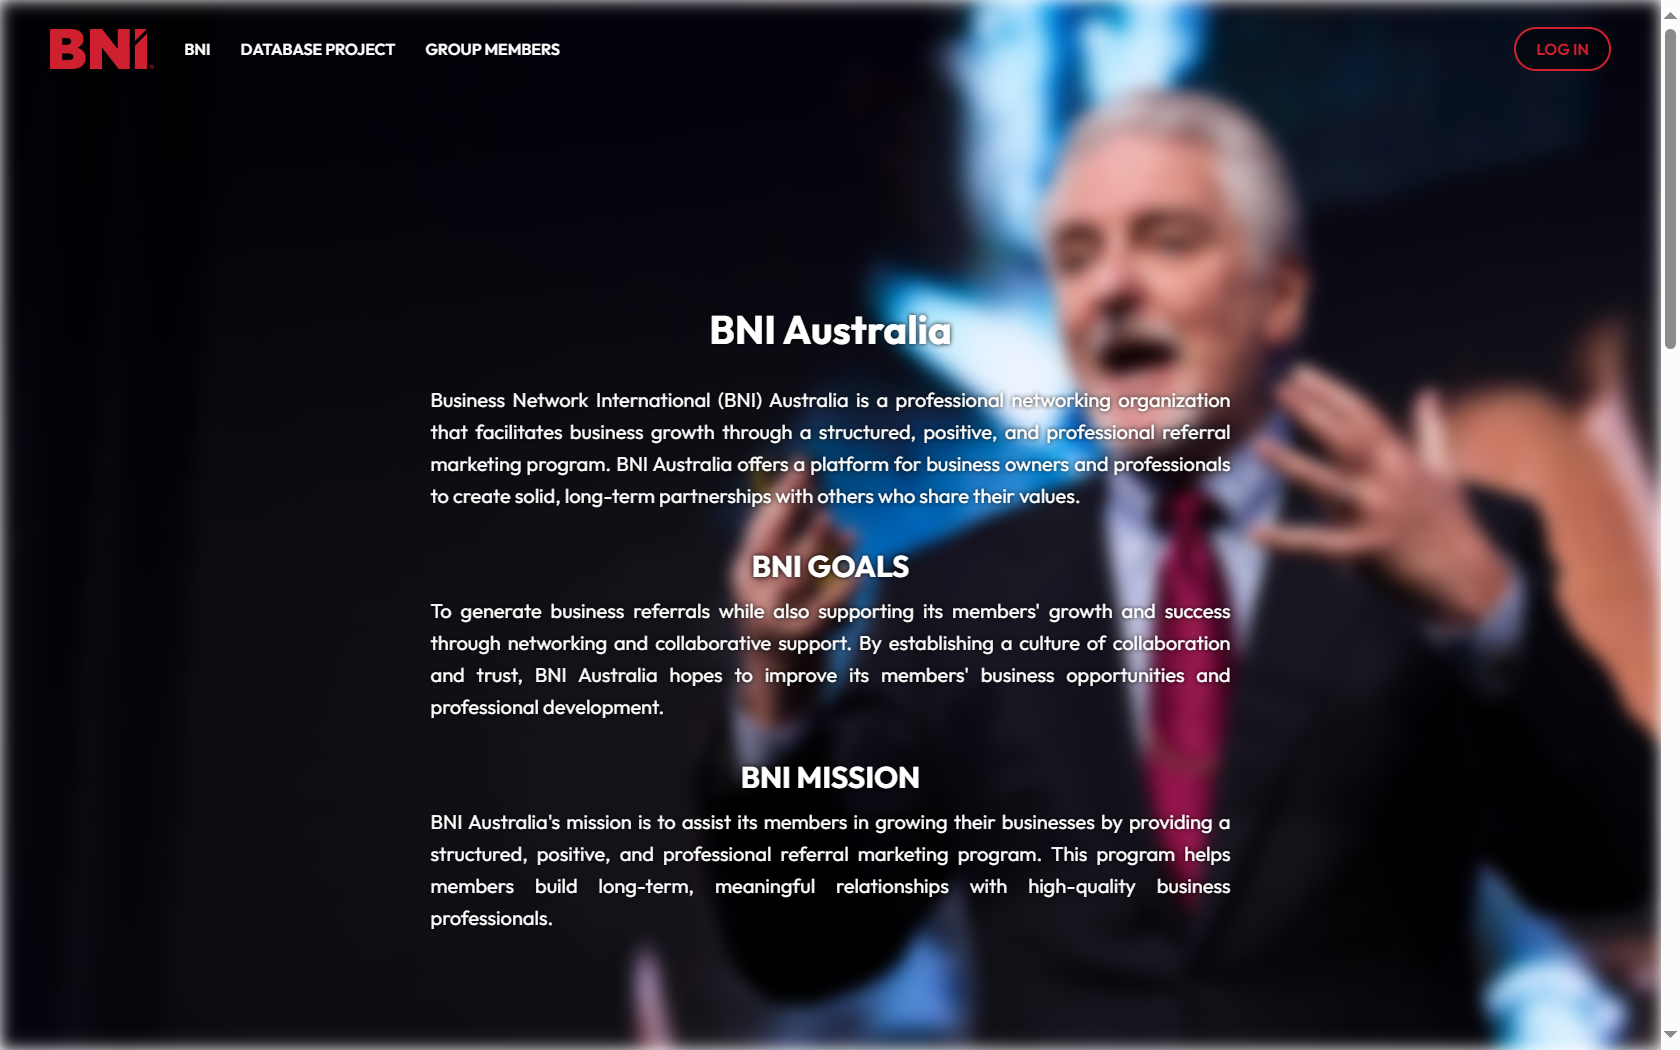 BNI
BNI
DATABASE PROJECT
GROUP MEMBERS
LOG IN
BNI Australia
Business Network International (BNI) Australia is a professional networking organization
that facilitates business growth through a structured, positive, and professional referral
marketing program. BNI Australia offers a platform for business owners and professionals
to create solid, long-term partnerships with others who share their values.
BNI GOALS
To generate business referrals while also supporting its members' growth and success
through networking and collaborative support. By establishing a culture of collaboration
and trust, BNI Australia hopes to improve its members' business opportunities and
professional development.
BNI MISSION
BNI Australia's mission is to assist its members in growing their businesses by providing a
structured, positive, and professional referral marketing program. This program helps
members build long-term, meaningful relationships with high-quality business
professionals.